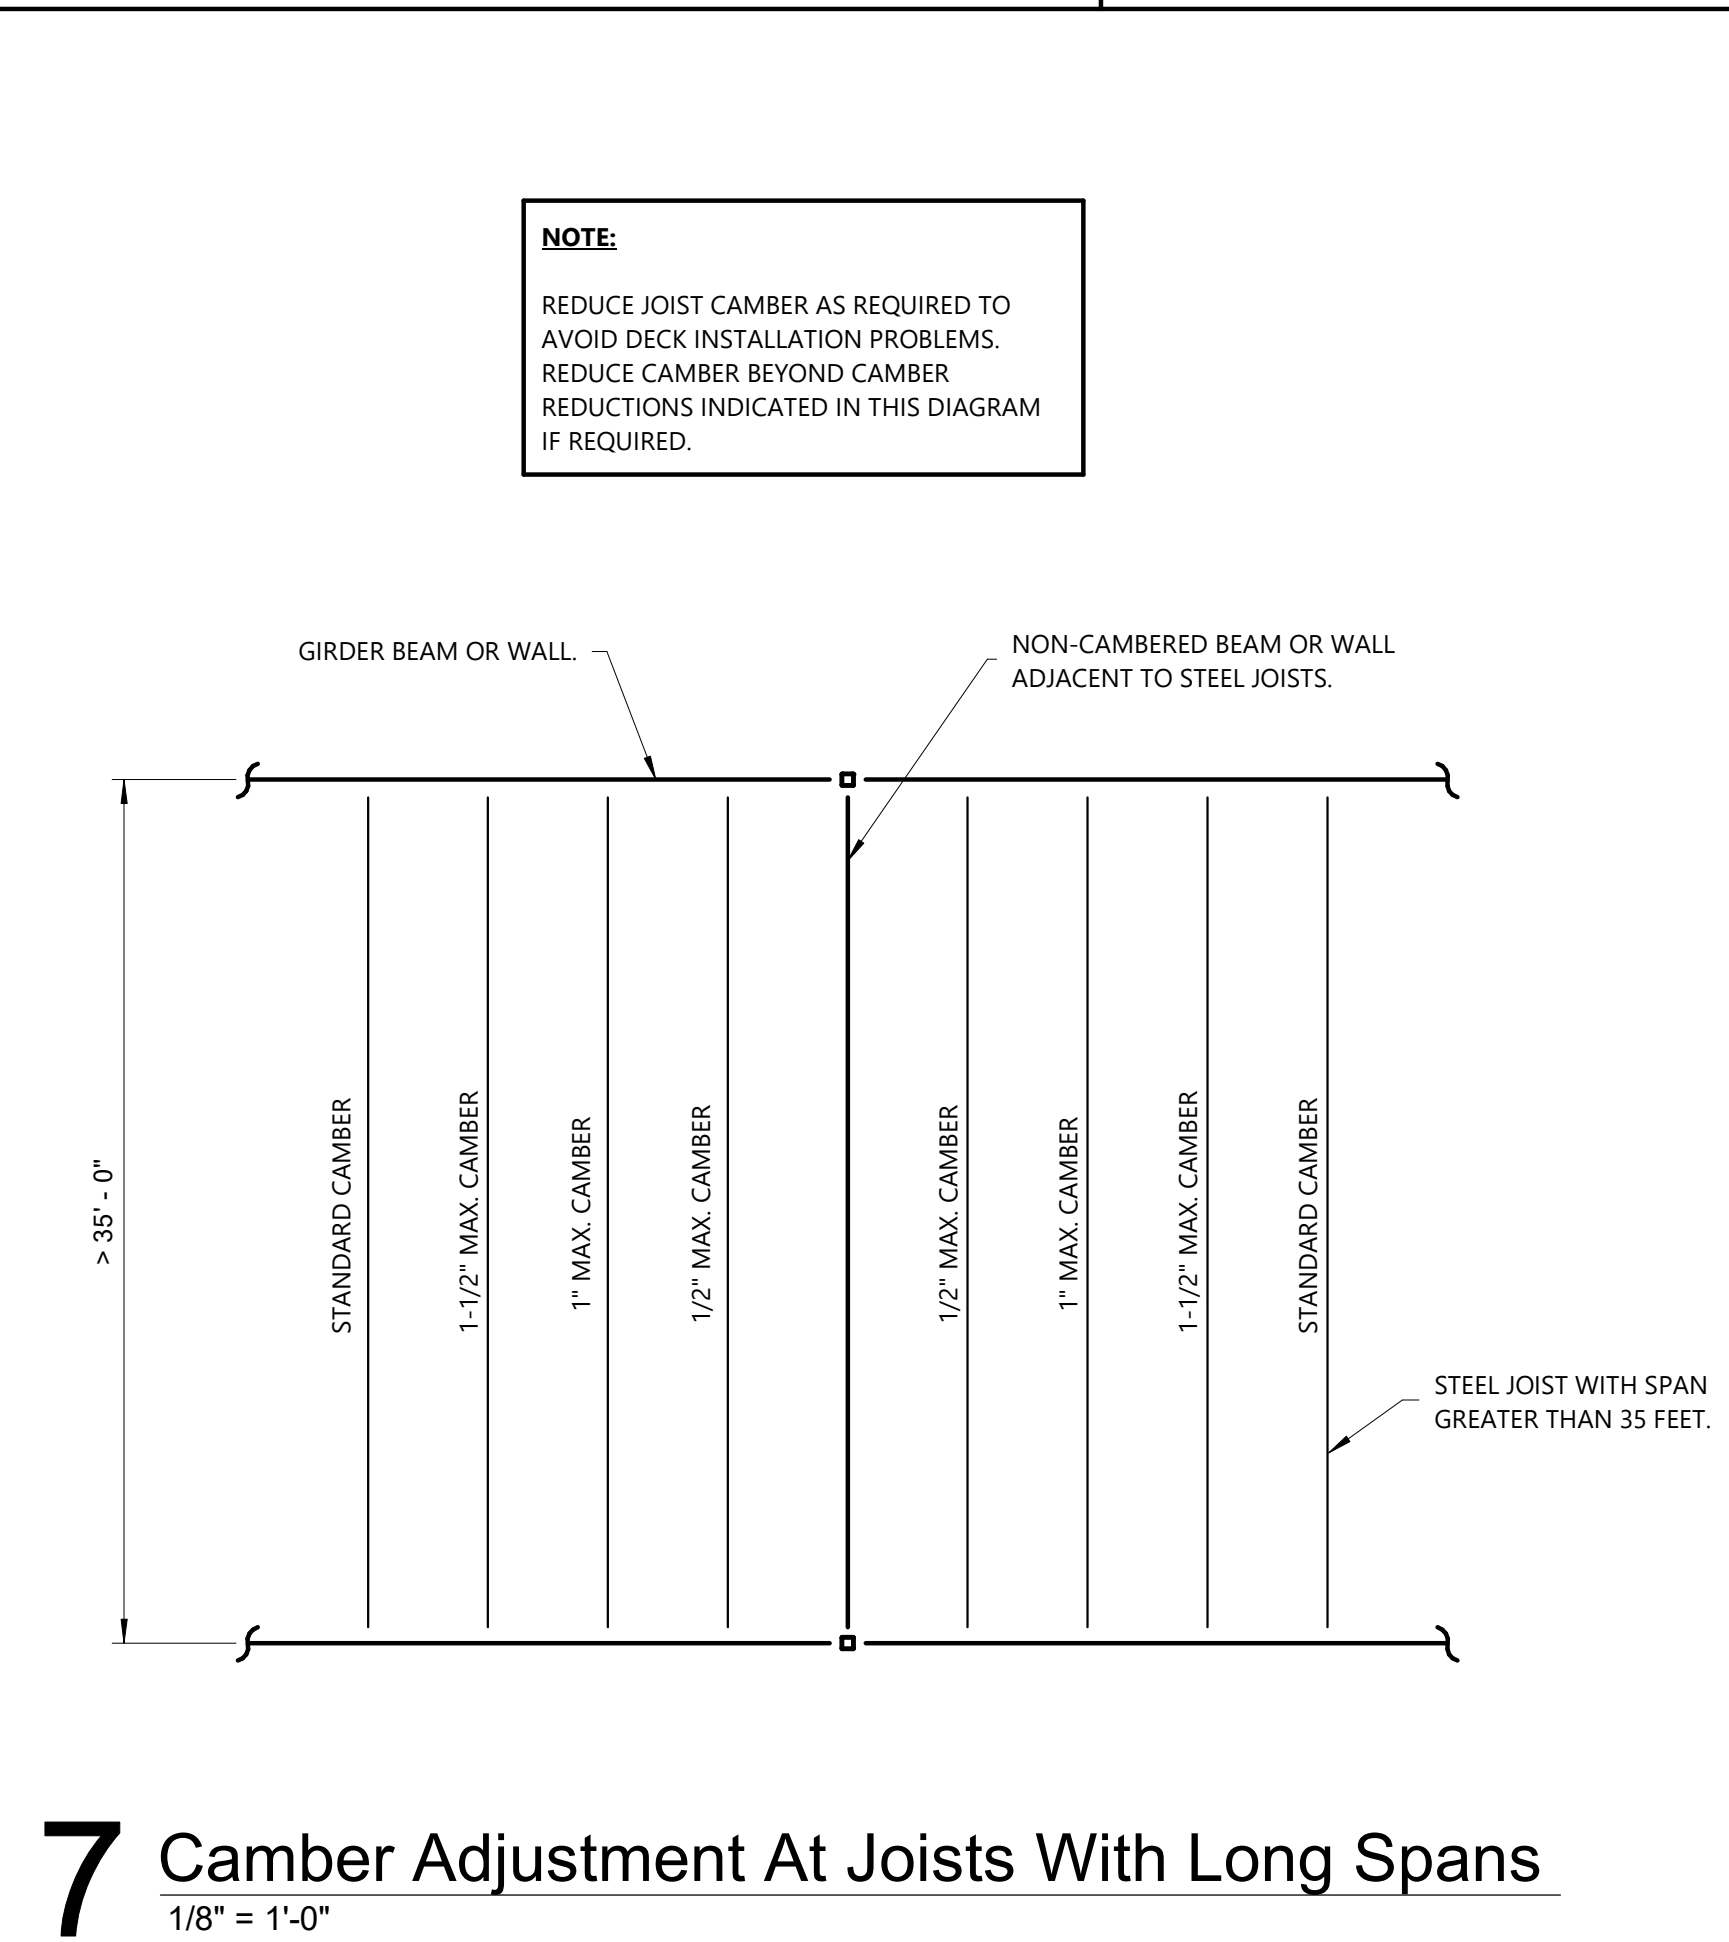 NOTE:
REDUCE JOIST CAMBER AS REQUIRED TO
AVOID DECK INSTALLATION PROBLEMS.
REDUCE CAMBER BEYOND CAMBER
REDUCTIONS INDICATED IN THIS DIAGRAM
IF REQUIRED.
GIRDER BEAM OR WALL.
NON-CAMBERED BEAM OR WALL
ADJACENT TO STEEL JOISTS.
> 35' - 0"
STANDARD CAMBER
1-1/2" MAX. CAMBER
1" MAX. CAMBER
1/2" MAX. CAMBER
1/2" MAX. CAMBER
1" MAX. CAMBER
1-1/2" MAX. CAMBER
STANDARD CAMBER
STEEL JOIST WITH SPAN
GREATER THAN 35 FEET.
7 Camber Adjustment At Joists With Long Spans
1/8" = 1'-0"